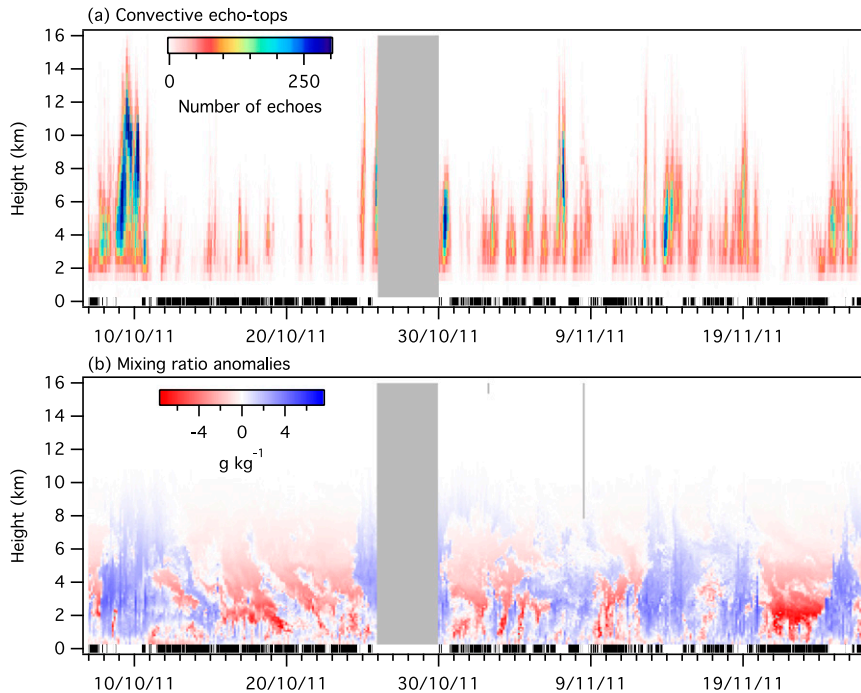 (a) Convective echo-tops
16
14
12
10
8
6
4
2
0
Height (km)
0 250
Number of echoes
10/10/11 20/10/11 30/10/11 9/11/11 19/11/11
(b) Mixing ratio anomalies
16
14
12
10
8
6
4
2
0
Height (km)
-4 0 4
g kg⁻¹
10/10/11 20/10/11 30/10/11 9/11/11 19/11/11